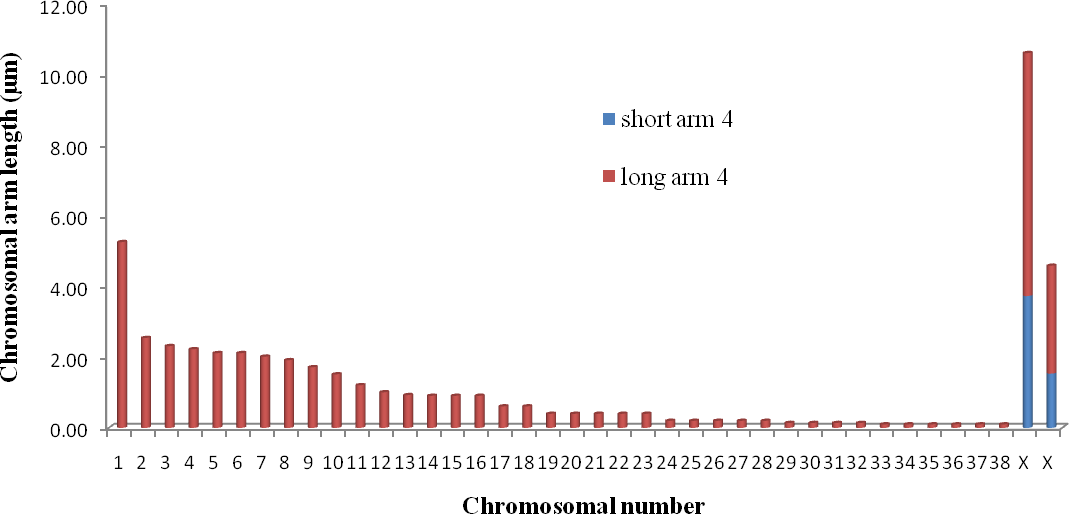 12.00
10.00
8.00
6.00
4.00
2.00
0.00
Chromosomal arm length (µm)
short arm 4
long arm 4
1 2 3 4 5 6 7 8 9 10 11 12 13 14 15 16 17 18 19 20 21 22 23 24 25 26 27 28 29 30 31 32 33 34 35 36 37 38 X X
Chromosomal number